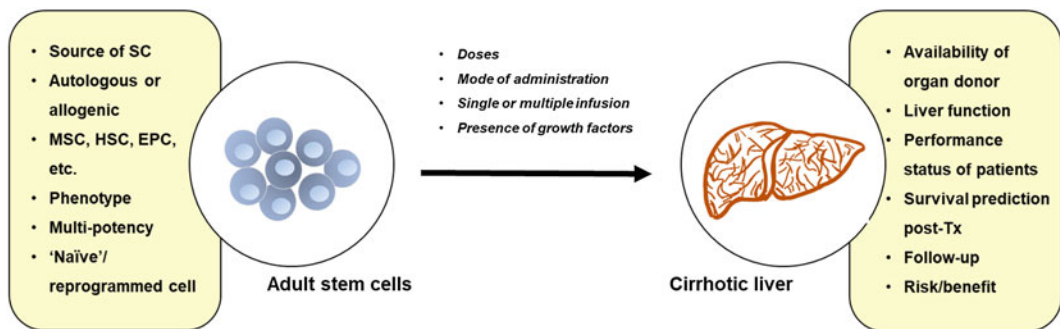 • Source of SC
• Autologous or
allogenic
• MSC, HSC, EPC,
etc.
• Phenotype
• Multi-potency
• ‘Naïve’/
reprogrammed cell
Adult stem cells
• Doses
• Mode of administration
• Single or multiple infusion
• Presence of growth factors
Cirrhotic liver
• Availability of
organ donor
• Liver function
• Performance
status of patients
• Survival prediction
post-Tx
• Follow-up
• Risk/benefit